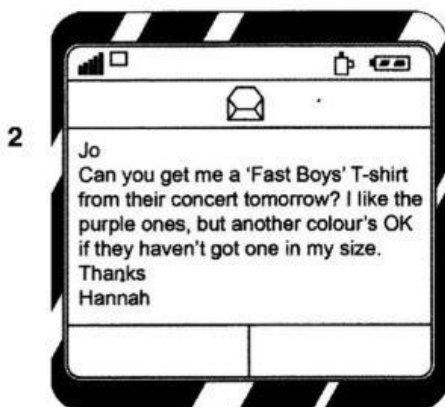 2
Jo
Can you get me a 'Fast Boys' T-shirt
from their concert tomorrow? I like the
purple ones, but another colour's OK
if they haven't got one in my size.
Thanks
Hannah